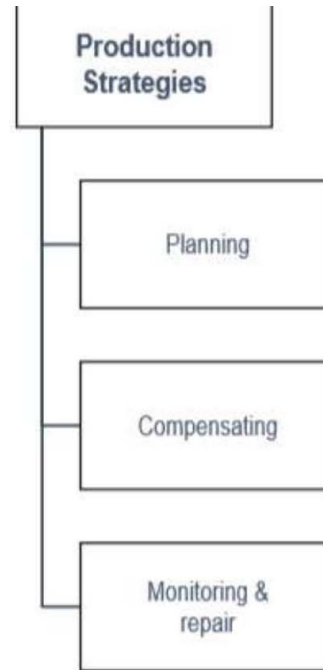 Production
Strategies
Planning
Compensating
Monitoring &
repair